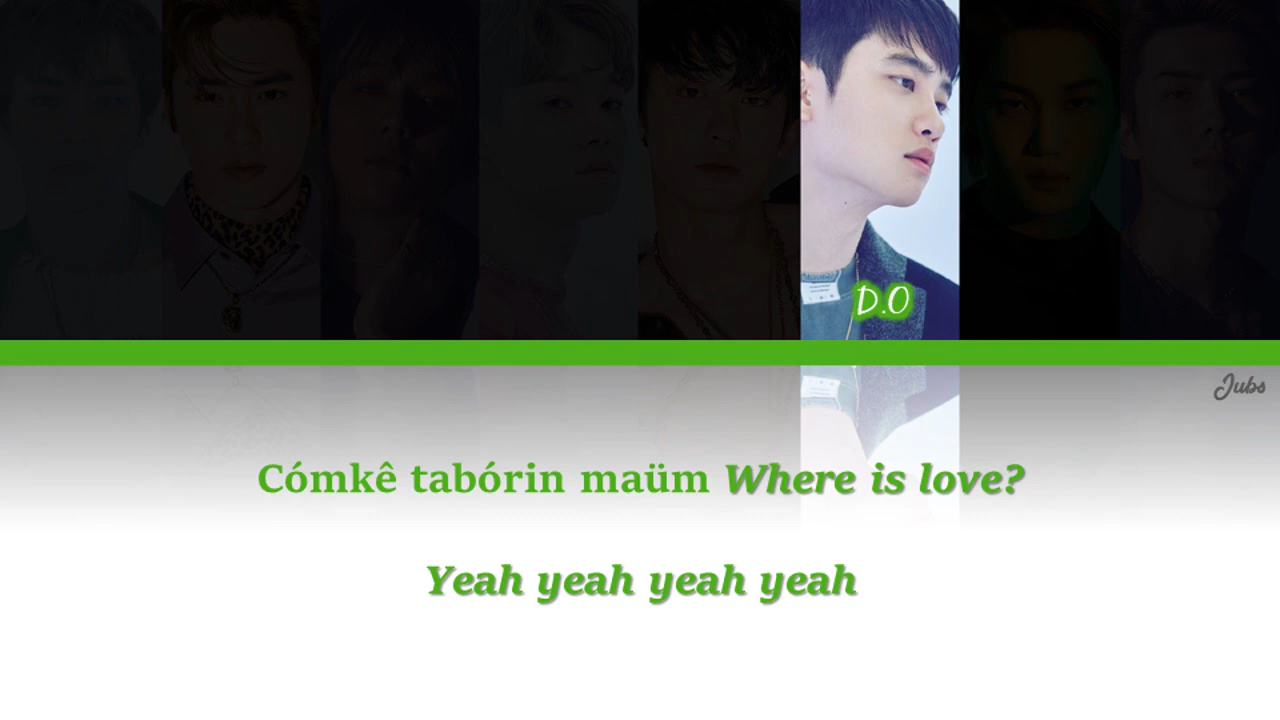 D.O
Jubs
Cómkê tabórin maüm Where is love?
Yeah yeah yeah yeah